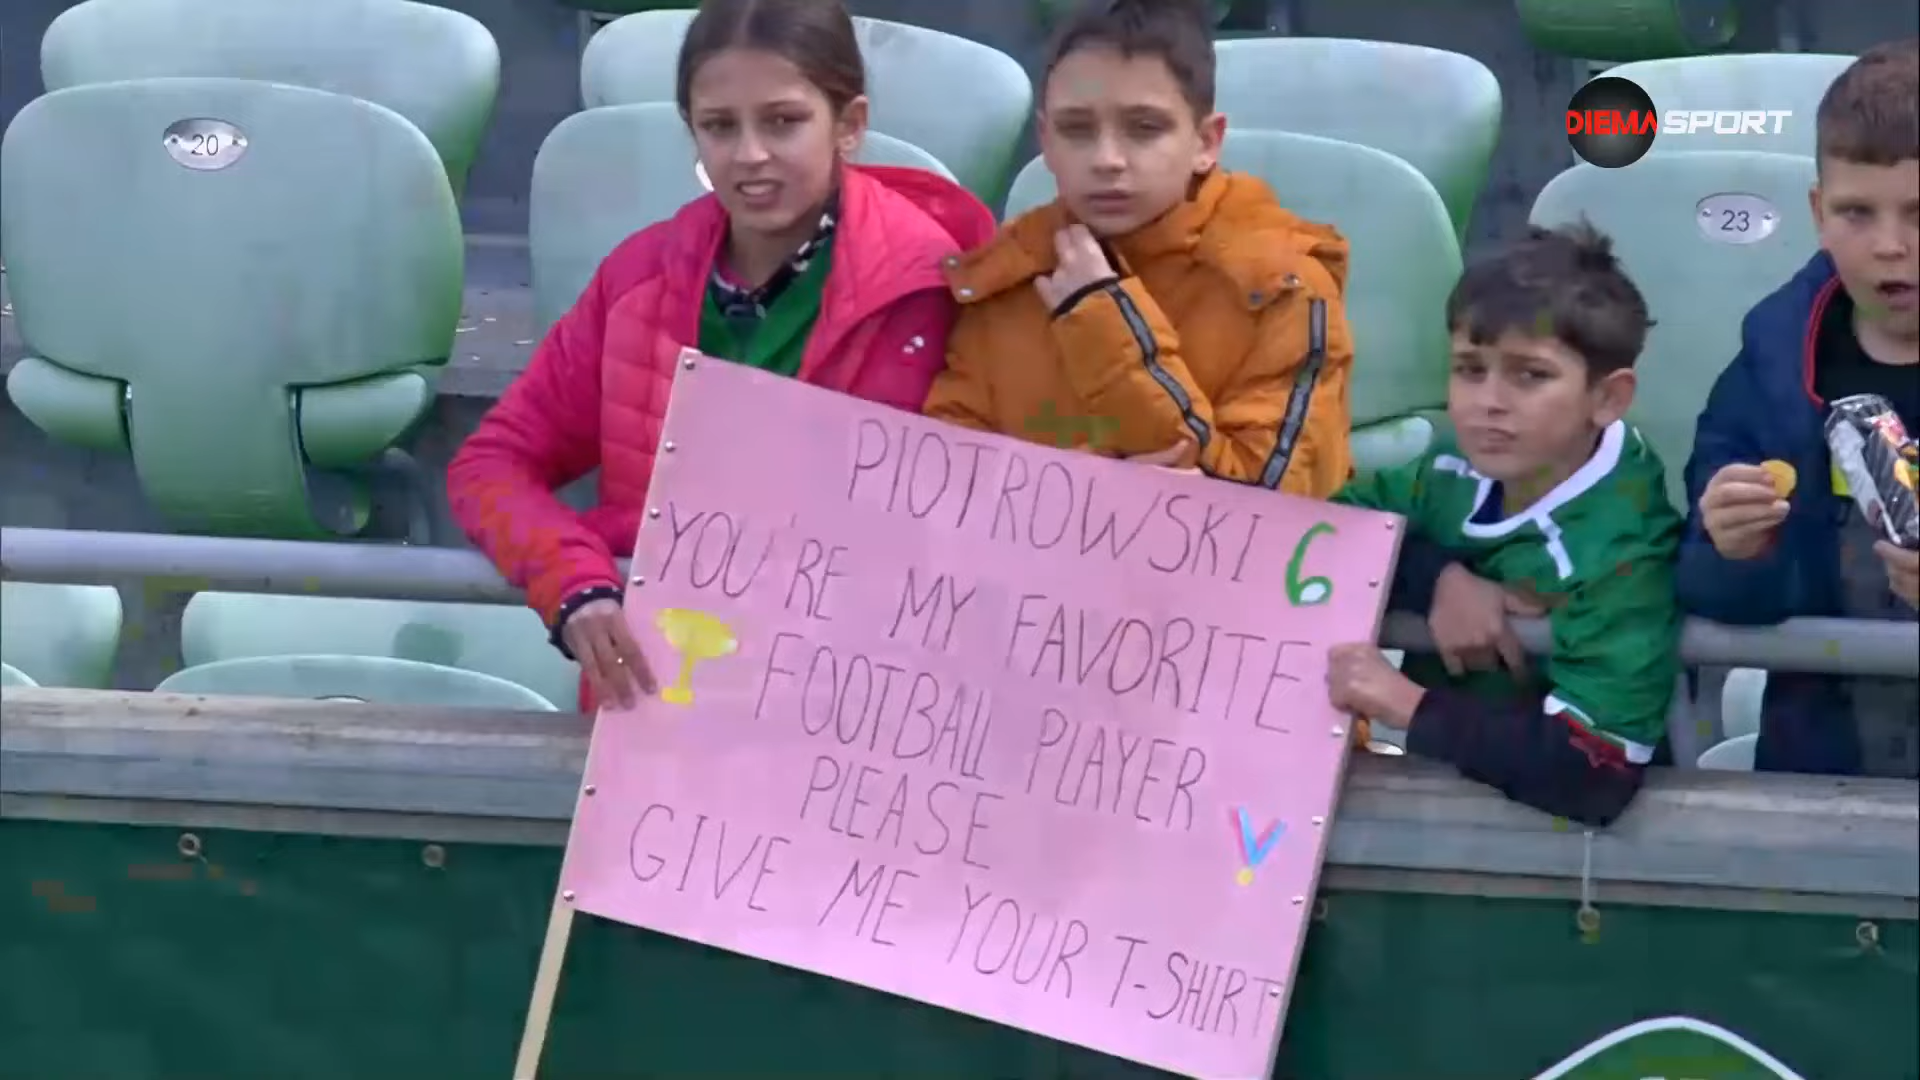 20
DIEMA SPORT
23
PIOTROWSKI 6
YOU'RE MY FAVORITE
FOOTBALL PLAYER
PLEASE
GIVE ME YOUR T-SHIRT